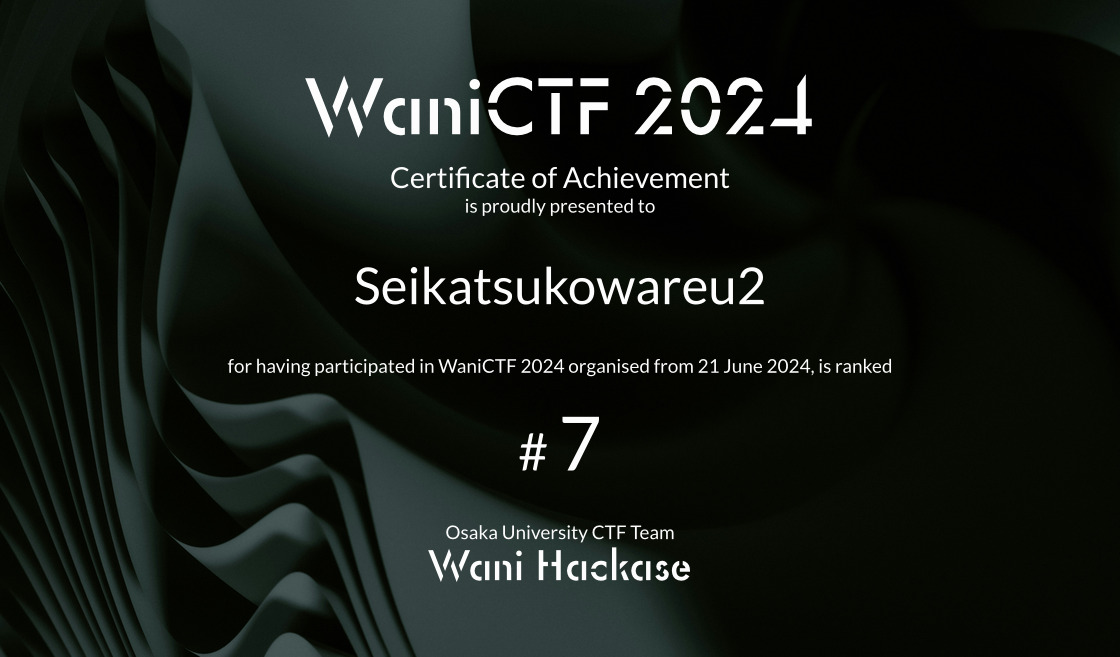 WaniCTF 2024
Certificate of Achievement
is proudly presented to
Seikatsukowareu2
for having participated in WaniCTF 2024 organised from 21 June 2024, is ranked
# 7
Osaka University CTF Team
Wani Hackase